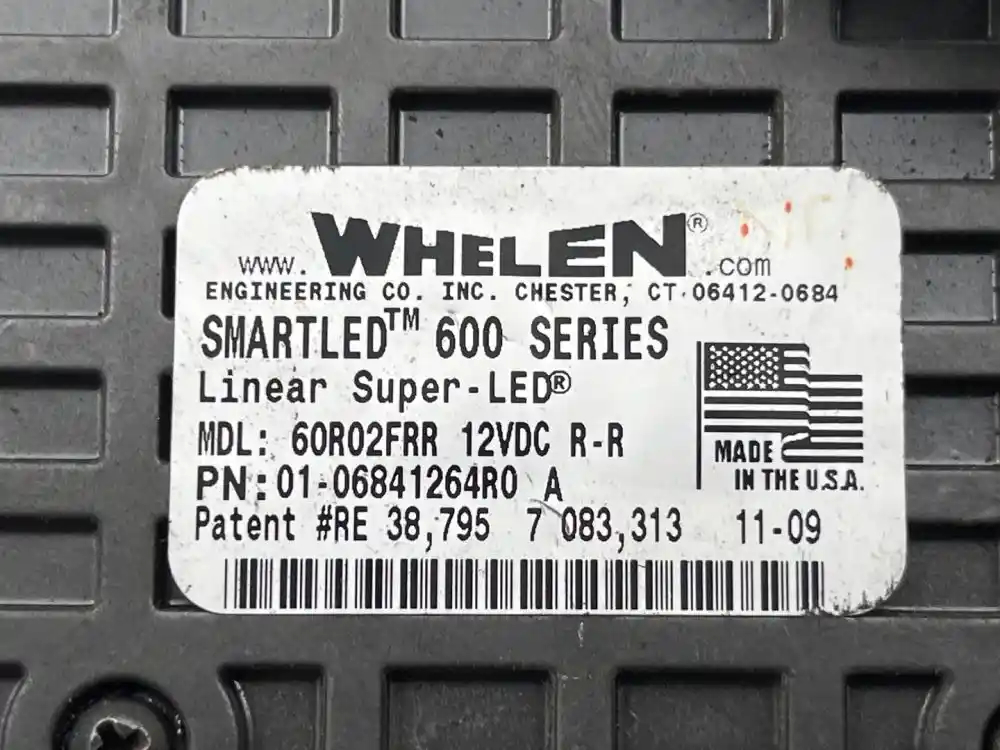 www.WHELEN®.com
ENGINEERING CO. INC. CHESTER, CT 06412-0684
SMARTLED™ 600 SERIES
Linear Super-LED®
MDL: 60R02FRR 12VDC R-R
PN: 01-06841264R0 A
Patent #RE 38,795 7 083,313 11-09
MADE
IN THE U.S.A.